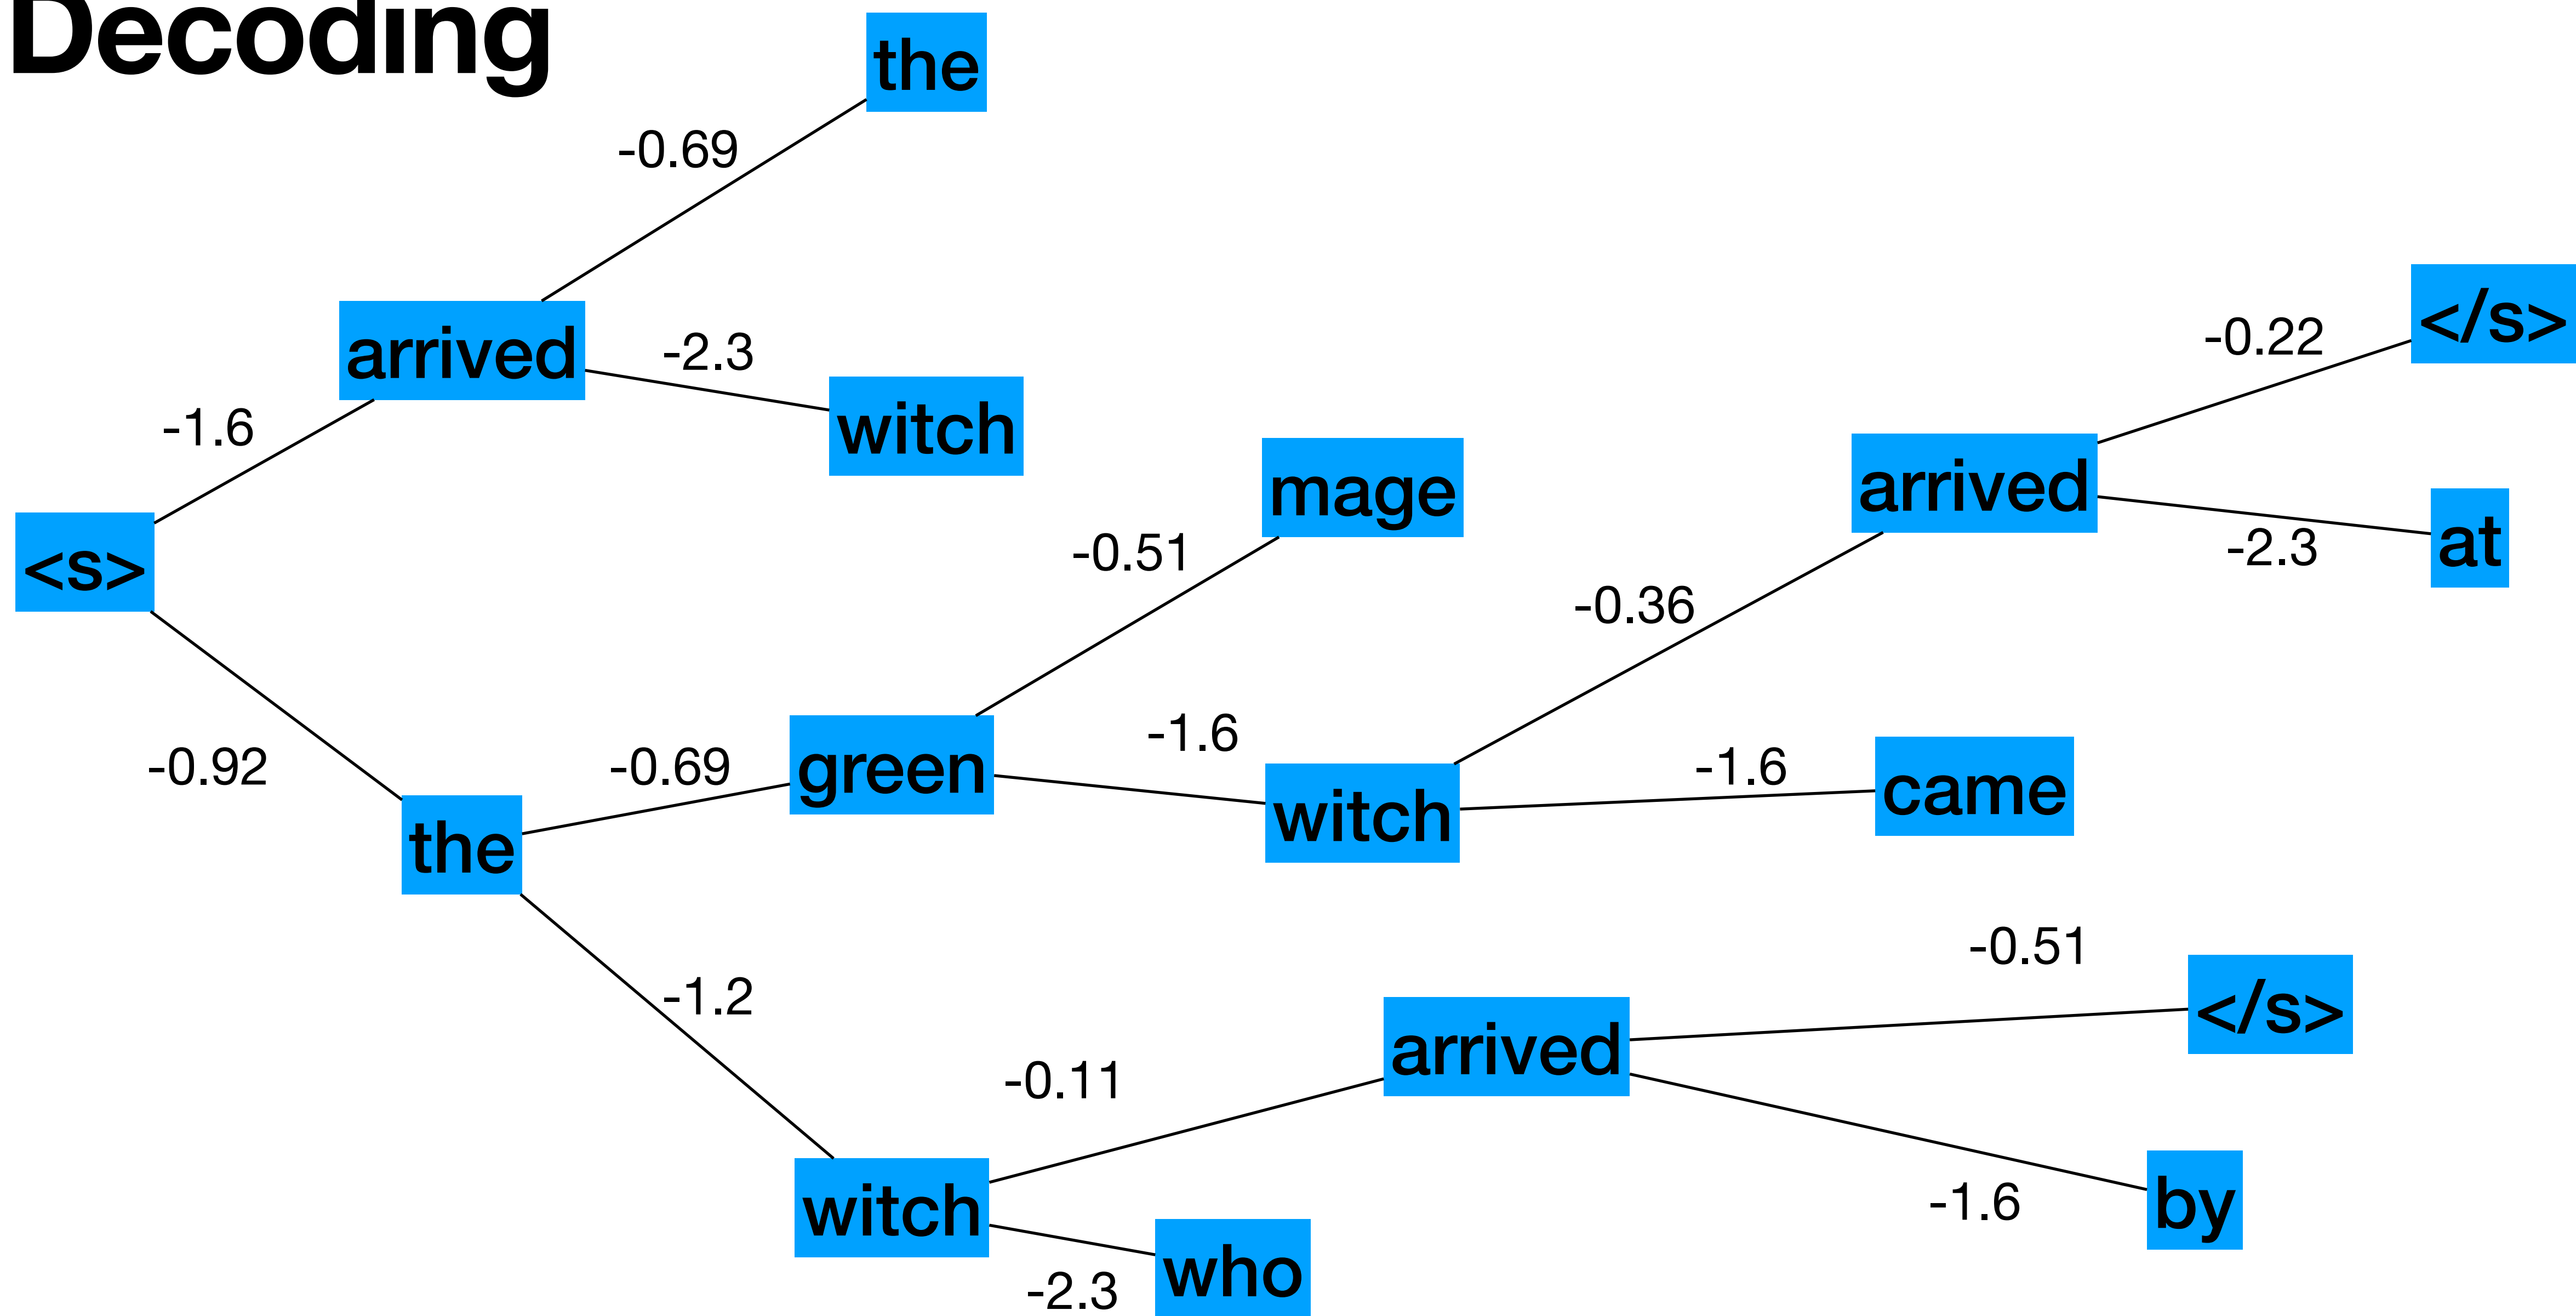 Decoding
the
-0.69
arrived
-2.3
witch
-1.6
<s>
-0.92
the
-0.69
green
-0.51
mage
-1.6
witch
-0.36
arrived
-0.22
</s>
-2.3
at
-1.6
came
-1.2
witch
-0.11
arrived
-0.51
</s>
-1.6
by
-2.3
who